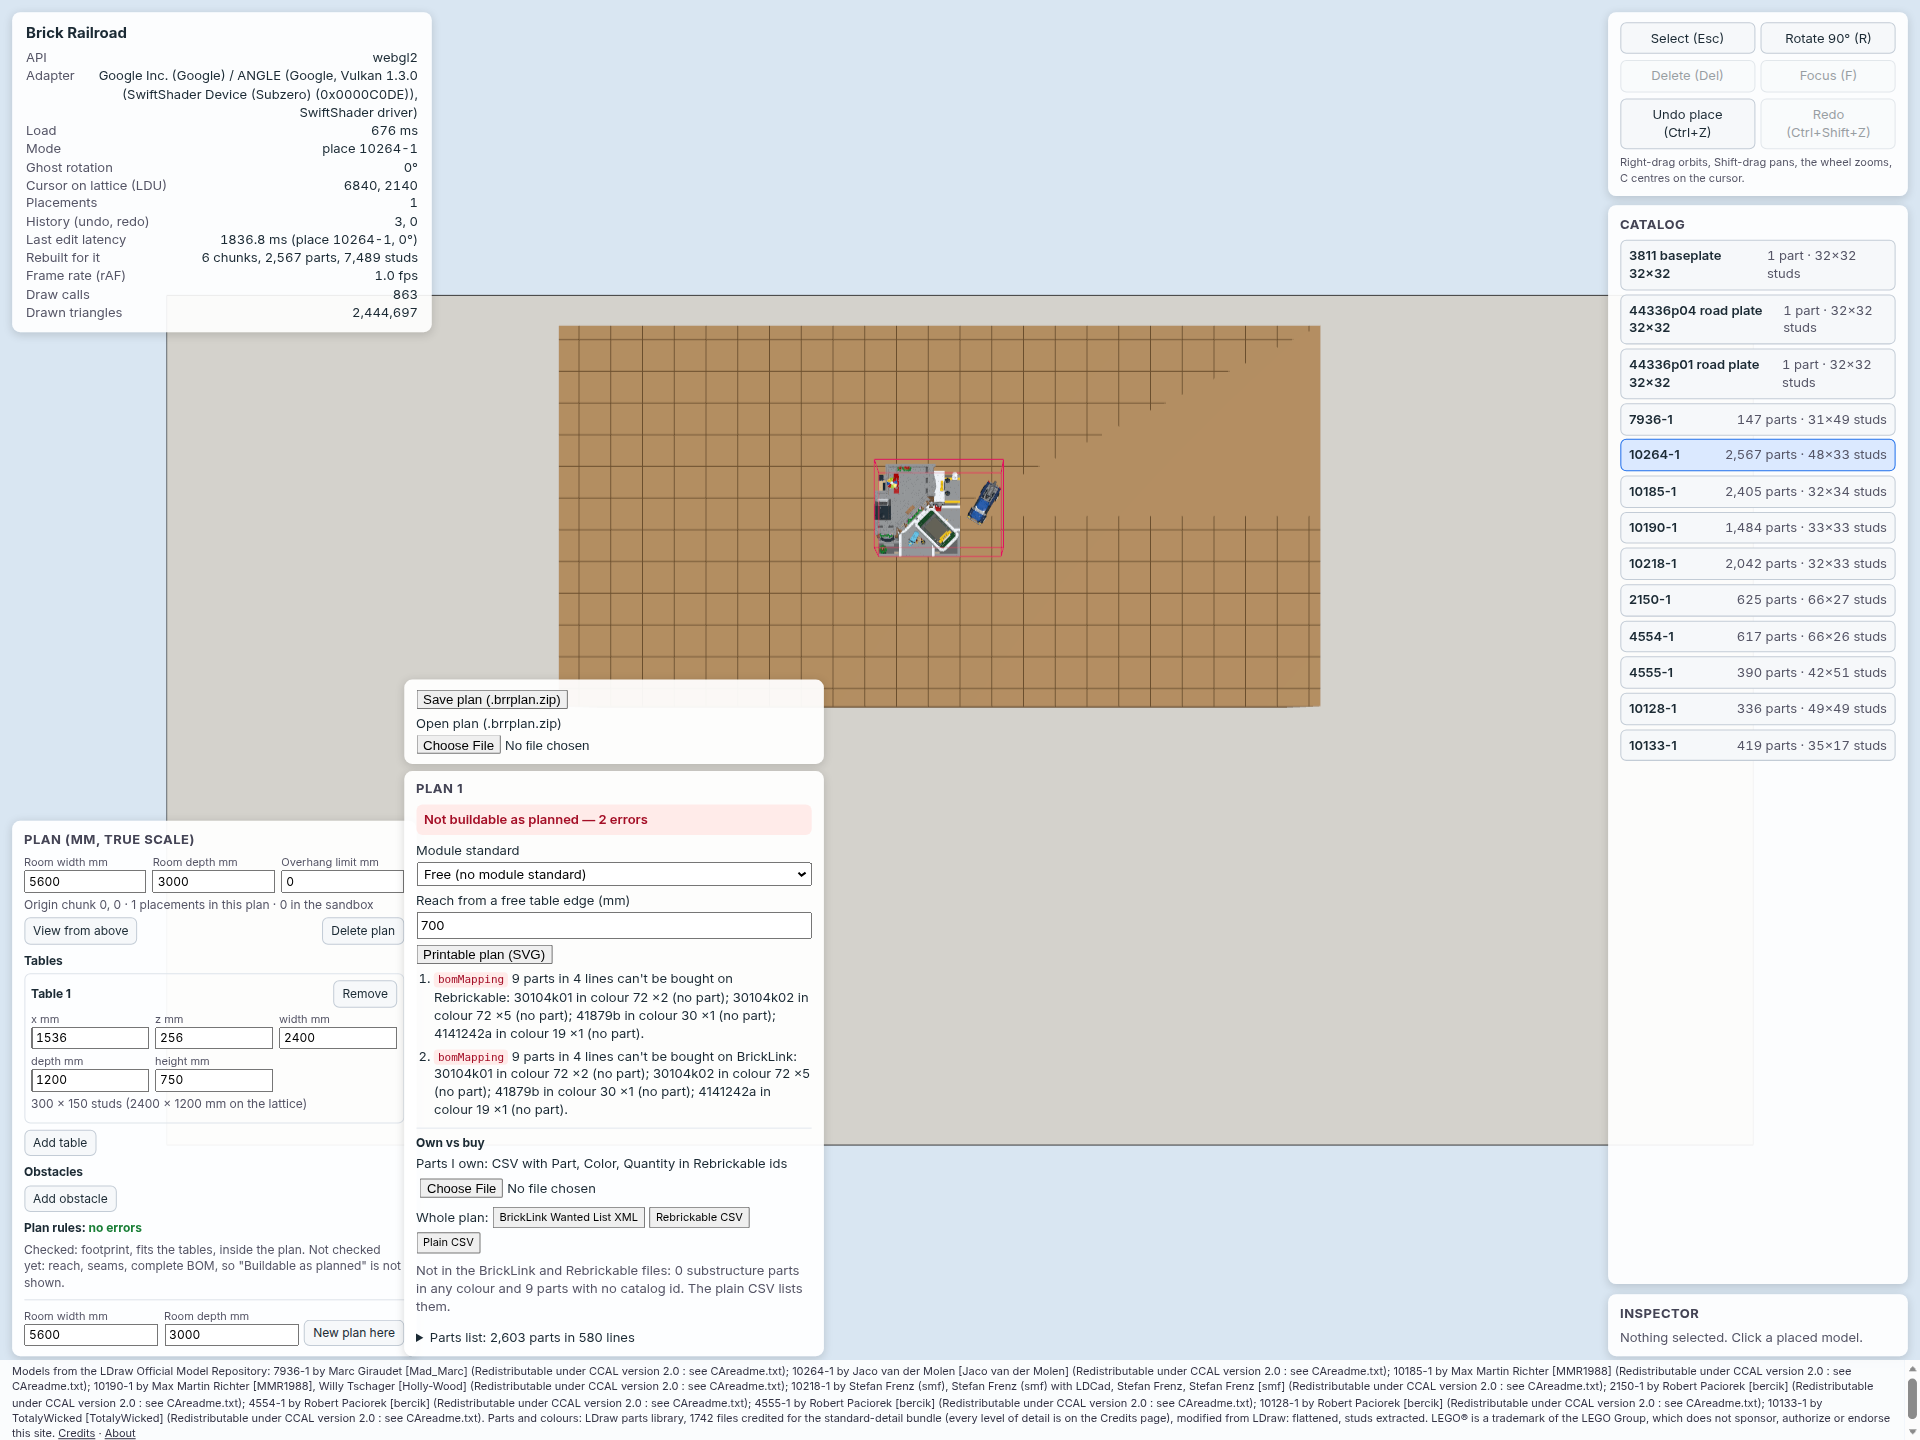 Brick Railroad
API webgl2
Adapter Google Inc. (Google) / ANGLE (Google, Vulkan 1.3.0
(SwiftShader Device (Subzero) (0x0000C0DE)),
SwiftShader driver)
Load 676 ms
Mode place 10264-1
Ghost rotation 0°
Cursor on lattice (LDU) 6840, 2140
Placements 1
History (undo, redo) 3, 0
Last edit latency 1836.8 ms (place 10264-1, 0°)
Rebuilt for it 6 chunks, 2,567 parts, 7,489 studs
Frame rate (rAF) 1.0 fps
Draw calls 863
Drawn triangles 2,444,697
Select (Esc) Rotate 90° (R)
Delete (Del) Focus (F)
Undo place
(Ctrl+Z)
Redo
(Ctrl+Shift+Z)
Right-drag orbits, Shift-drag pans, the wheel zooms,
C centres on the cursor.
CATALOG
3811 baseplate
32×32
1 part · 32×32
studs
44336p04 road plate
32×32
1 part · 32×32
studs
44336p01 road plate
32×32
1 part · 32×32
studs
7936-1 147 parts · 31×49 studs
10264-1 2,567 parts · 48×33 studs
10185-1 2,405 parts · 32×34 studs
10190-1 1,484 parts · 33×33 studs
10218-1 2,042 parts · 32×33 studs
2150-1 625 parts · 66×27 studs
4554-1 617 parts · 66×26 studs
4555-1 390 parts · 42×51 studs
10128-1 336 parts · 49×49 studs
10133-1 419 parts · 35×17 studs
INSPECTOR
Nothing selected. Click a placed model.
Save plan (.brrplan.zip)
Open plan (.brrplan.zip)
Choose File No file chosen
PLAN 1
Not buildable as planned — 2 errors
Module standard
Free (no module standard)
Reach from a free table edge (mm)
700
Printable plan (SVG)
1. bomMapping 9 parts in 4 lines can't be bought on
Rebrickable: 30104k01 in colour 72 ×2 (no part); 30104k02 in
colour 72 ×5 (no part); 41879b in colour 30 ×1 (no part);
4141242a in colour 19 ×1 (no part).
2. bomMapping 9 parts in 4 lines can't be bought on BrickLink:
30104k01 in colour 72 ×2 (no part); 30104k02 in colour 72 ×5
(no part); 41879b in colour 30 ×1 (no part); 4141242a in
colour 19 ×1 (no part).
Own vs buy
Parts I own: CSV with Part, Color, Quantity in Rebrickable ids
Choose File No file chosen
Whole plan: BrickLink Wanted List XML Rebrickable CSV
Plain CSV
Not in the BrickLink and Rebrickable files: 0 substructure parts
in any colour and 9 parts with no catalog id. The plain CSV lists
them.
Parts list: 2,603 parts in 580 lines
PLAN (MM, TRUE SCALE)
Room width mm Room depth mm Overhang limit mm
5600 3000 0
Origin chunk 0, 0 · 1 placements in this plan · 0 in the sandbox
View from above Delete plan
Tables
Table 1 Remove
x mm z mm width mm
1536 256 2400
depth mm height mm
1200 750
300 × 150 studs (2400 × 1200 mm on the lattice)
Add table
Obstacles
Add obstacle
Plan rules: no errors
Checked: footprint, fits the tables, inside the plan. Not checked
yet: reach, seams, complete BOM, so "Buildable as planned" is not
shown.
Room width mm Room depth mm
5600 3000 New plan here
Models from the LDraw Official Model Repository: 7936-1 by Marc Giraudet [Mad_Marc] (Redistributable under CCAL version 2.0 : see CAreadme.txt); 10264-1 by Jaco van der Molen [Jaco van der Molen] (Redistributable under CCAL version 2.0 : see CAreadme.txt); 10185-1 by Max Martin Richter [MMR1988] (Redistributable under CCAL version 2.0 : see
CAreadme.txt); 10190-1 by Max Martin Richter [MMR1988], Willy Tschager [Holly-Wood] (Redistributable under CCAL version 2.0 : see CAreadme.txt); 10218-1 by Stefan Frenz (smf), Stefan Frenz (smf) with LDCad, Stefan Frenz, Stefan Frenz [smf] (Redistributable under CCAL version 2.0 : see CAreadme.txt); 2150-1 by Robert Paciorek [bercik] (Redistributable
under CCAL version 2.0 : see CAreadme.txt); 4554-1 by Robert Paciorek [bercik] (Redistributable under CCAL version 2.0 : see CAreadme.txt); 4555-1 by Robert Paciorek [bercik] (Redistributable under CCAL version 2.0 : see CAreadme.txt); 10128-1 by Robert Paciorek [bercik] (Redistributable under CCAL version 2.0 : see CAreadme.txt); 10133-1 by
TotalyWicked [TotalyWicked] (Redistributable under CCAL version 2.0 : see CAreadme.txt). Parts and colours: LDraw parts library, 1742 files credited for the standard-detail bundle (every level of detail is on the Credits page), modified from LDraw: flattened, studs extracted. LEGO® is a trademark of the LEGO Group, which does not sponsor, authorize or endorse
this site. Credits · About